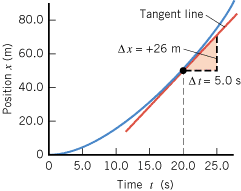 Tangent line
Δx = +26 m
Δt = 5.0 s
Position x (m)
80.0
60.0
40.0
20.0
0
0 5.0 10.0 15.0 20.0 25.0
Time t (s)